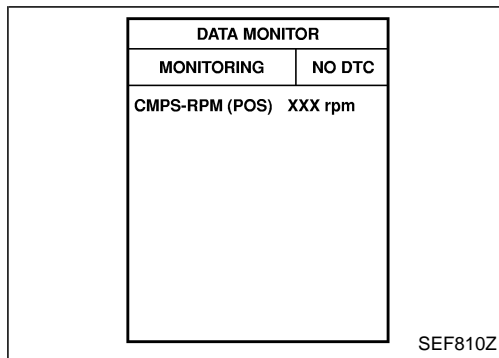 DATA MONITOR
MONITORING NO DTC
CMPS-RPM (POS) XXX rpm
SEF810Z